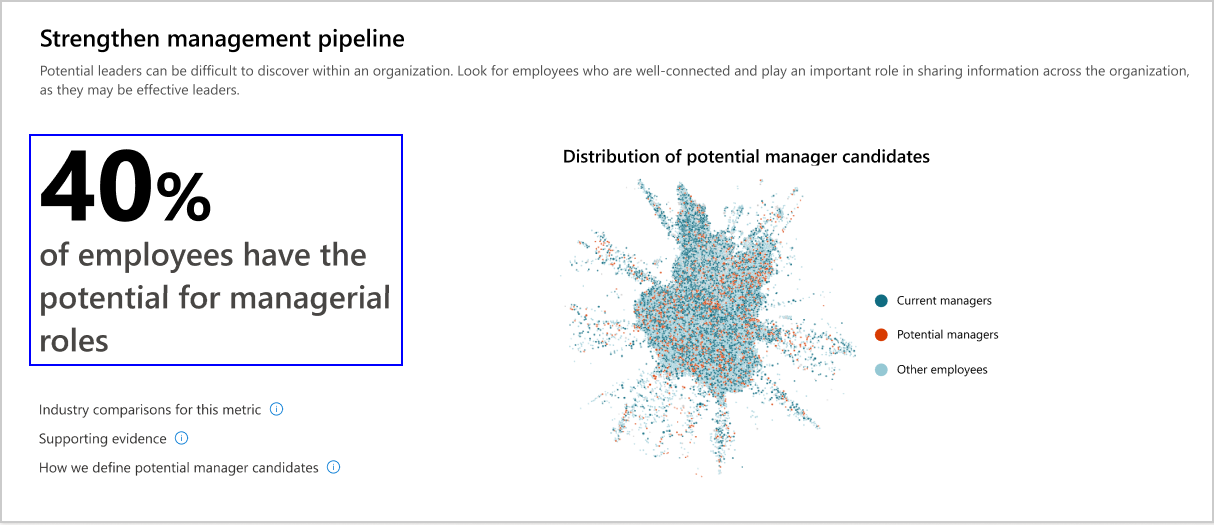 Strengthen management pipeline
Potential leaders can be difficult to discover within an organization. Look for employees who are well-connected and play an important role in sharing information across the organization,
as they may be effective leaders.
40%
of employees have the
potential for managerial
roles
Industry comparisons for this metric
Supporting evidence
How we define potential manager candidates
Distribution of potential manager candidates
Current managers
Potential managers
Other employees